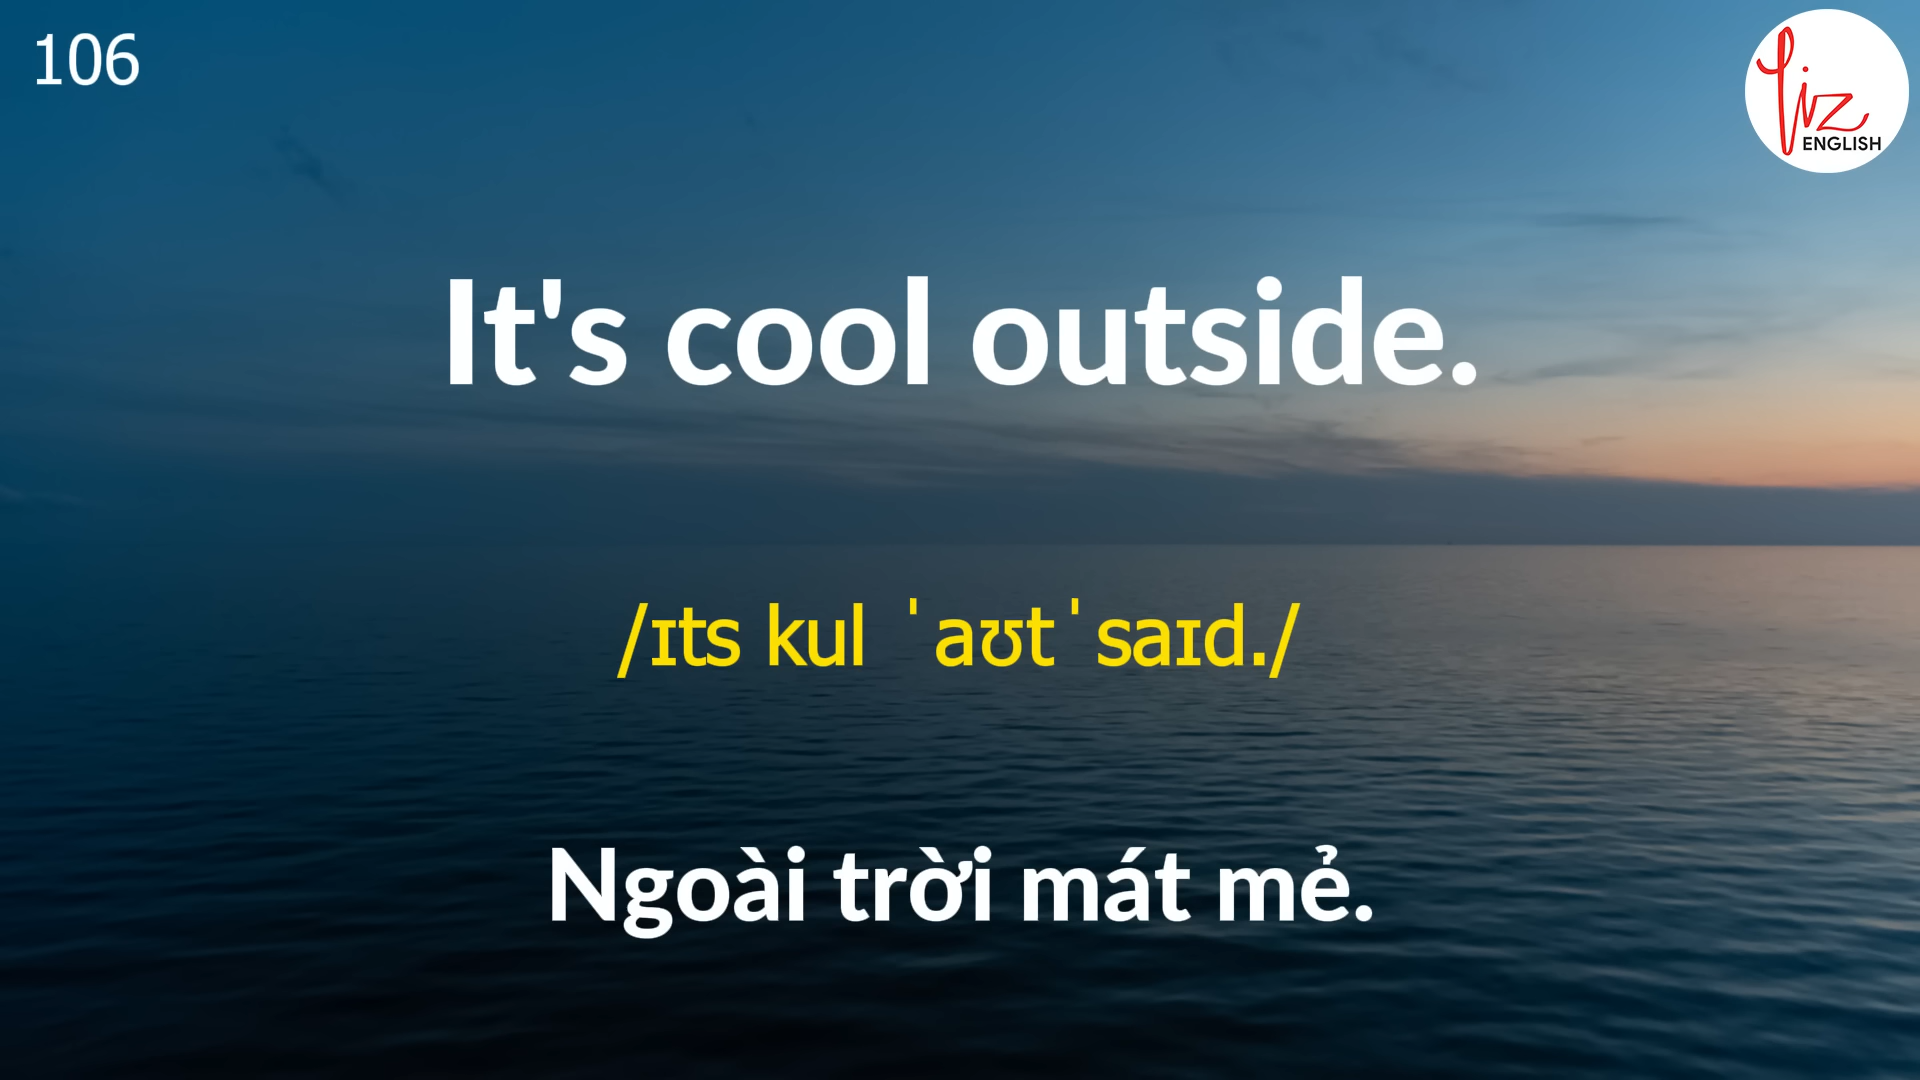 106
Liz
ENGLISH
It's cool outside.
/ɪts kul ˈaʊtˈsaɪd./
Ngoài trời mát mẻ.